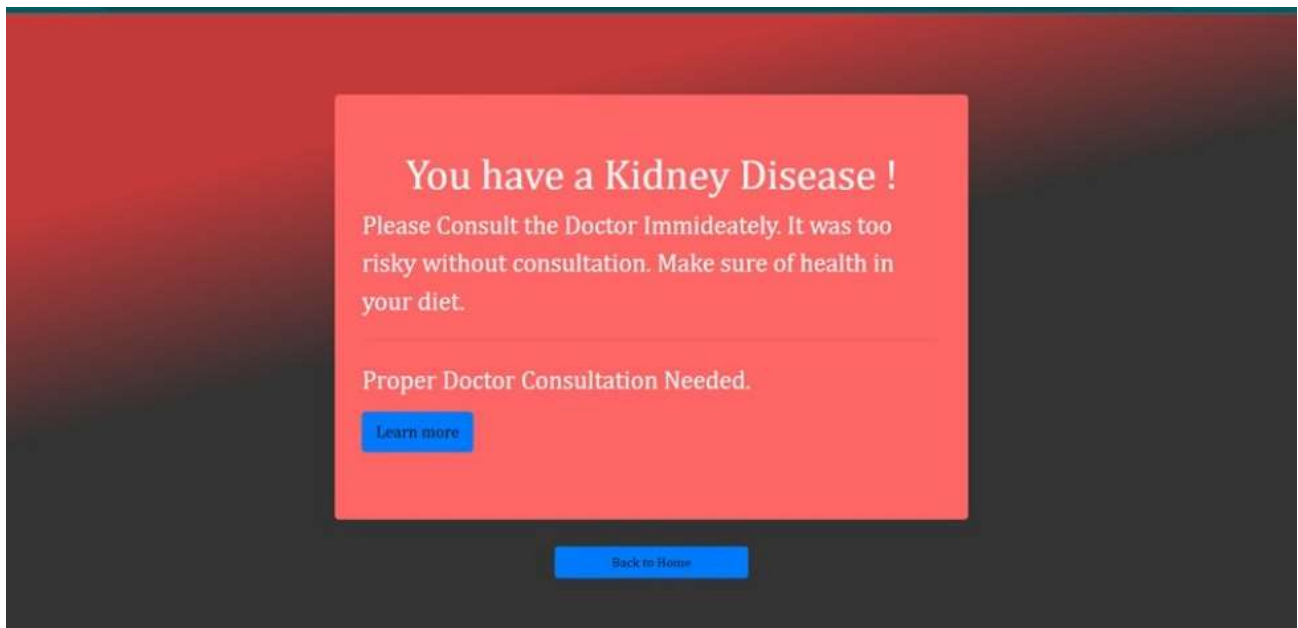 You have a Kidney Disease !
Please Consult the Doctor Immideately. It was too
risky without consultation. Make sure of health in
your diet.
Proper Doctor Consultation Needed.
Learn more
Back to Home